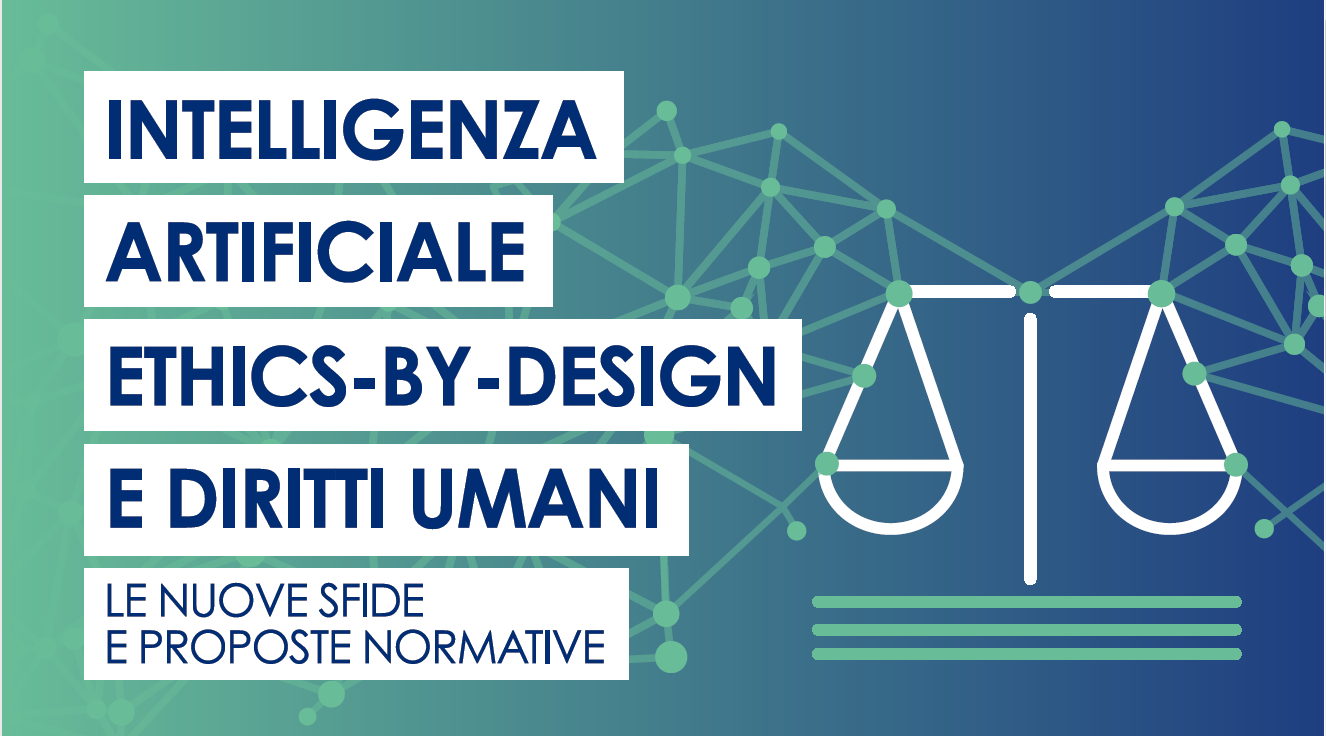 INTELLIGENZA
ARTIFICIALE
ETHICS-BY-DESIGN
E DIRITTI UMANI
LE NUOVE SFIDE
E PROPOSTE NORMATIVE